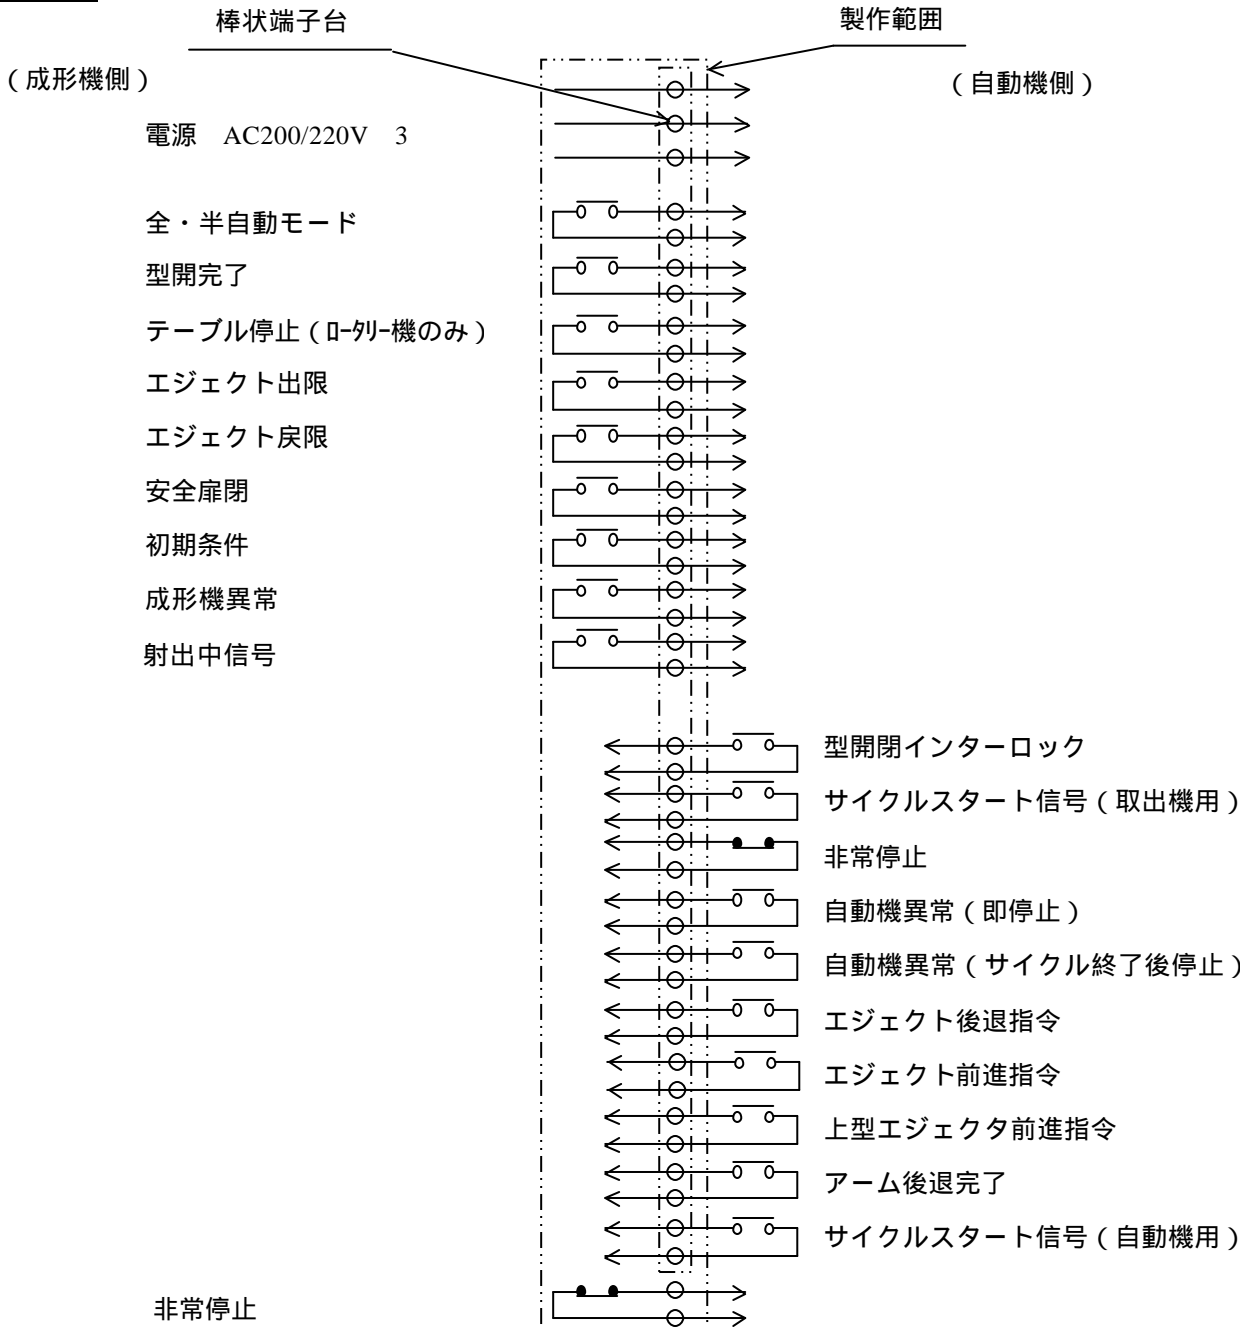 棒状端子台
製作範囲
(成形機側)
(自動機側)
電源 AC200/220V 3
全・半自動モード
型開完了
テーブル停止(ロータリー機のみ)
エジェクト出限
エジェクト戻限
安全扉閉
初期条件
成形機異常
射出中信号
型開閉インターロック
サイクルスタート信号(取出機用)
非常停止
自動機異常(即停止)
自動機異常(サイクル終了後停止)
エジェクト後退指令
エジェクト前進指令
上型エジェクタ前進指令
アーム後退完了
サイクルスタート信号(自動機用)
非常停止